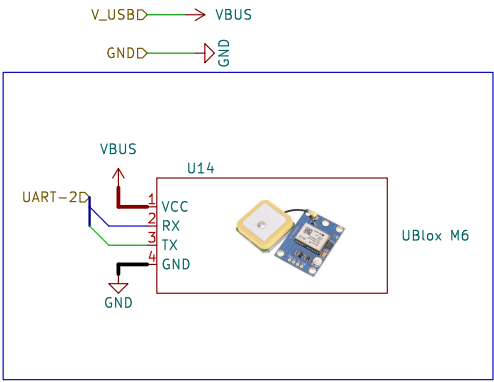 V_USB VBUS
GND GND
VBUS
U14
UART-2
1 VCC
2 RX
3 TX
4 GND
UBlox M6
GND